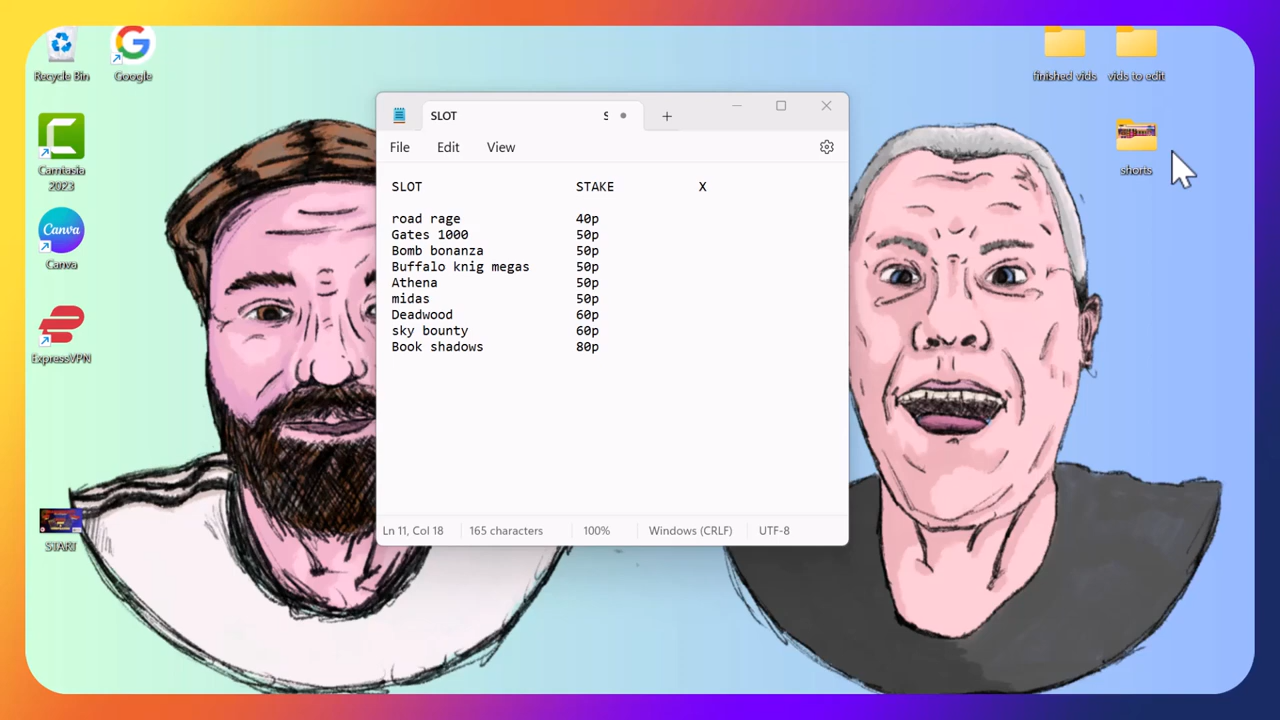 Recycle Bin
Google
finished vids
vids to edit
Camtasia
2023
shorts
Canva
Canva
ExpressVPN
START
SLOT S
File Edit View
SLOT STAKE X
road rage 40p
Gates 1000 50p
Bomb bonanza 50p
Buffalo knig megas 50p
Athena 50p
midas 50p
Deadwood 60p
sky bounty 60p
Book shadows 80p
Ln 11, Col 18 165 characters 100% Windows (CRLF) UTF-8